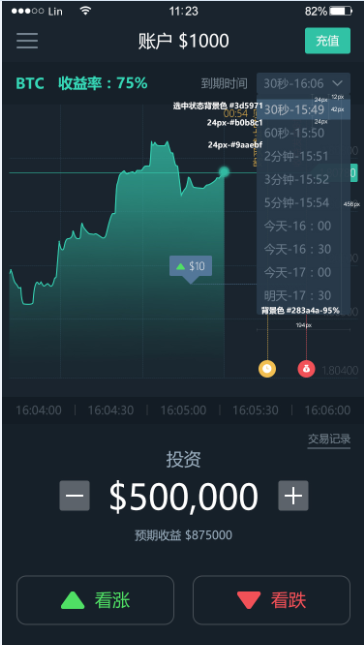 Lin
11:23
82%
账户 $1000
充值
BTC 收益率：75%
到期时间
30秒-16:06
选中状态背景色 #3d5971
24px
12px
30秒-15:49
42px
00:54
24px-#b0b8c1
24px
60秒-15:50
24px-#9aaebf
2分钟-15:51
3分钟-15:52
5分钟-15:54
458px
今天-16：00
今天-16：30
$10
今天-17：00
明天-17：30
背景色 #283a4a-95%
194px
1.80400
16:04:00
16:04:30
16:05:00
16:05:30
16:06:00
交易记录
投资
$500,000
预期收益 $875000
看涨
看跌